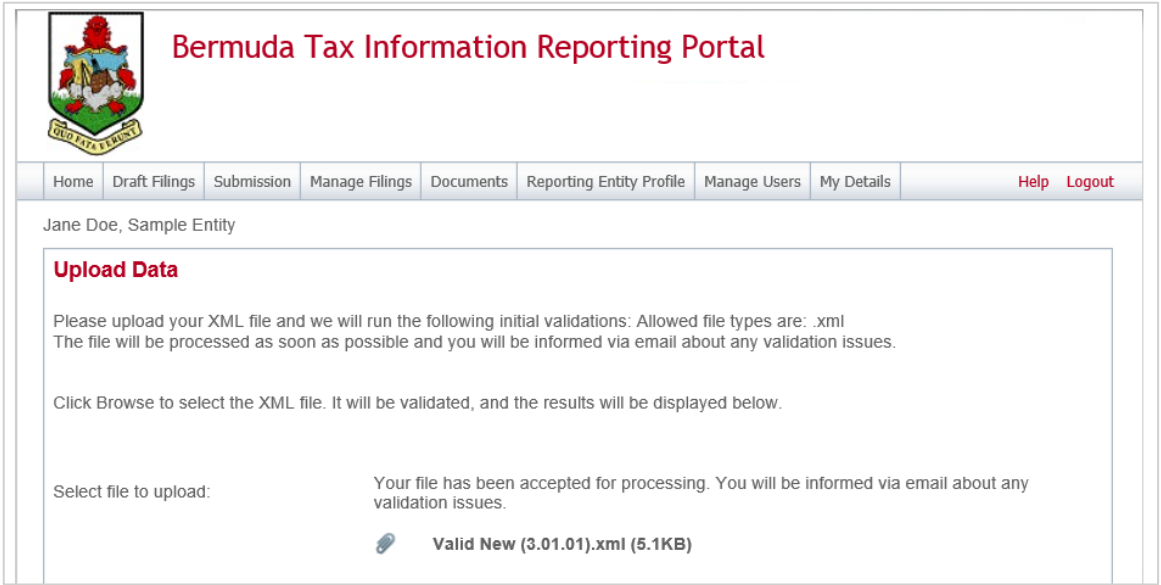 Bermuda Tax Information Reporting Portal
QUO FATA FERUNT
Home Draft Filings Submission Manage Filings Documents Reporting Entity Profile Manage Users My Details Help Logout
Jane Doe, Sample Entity
Upload Data
Please upload your XML file and we will run the following initial validations: Allowed file types are: .xml
The file will be processed as soon as possible and you will be informed via email about any validation issues.
Click Browse to select the XML file. It will be validated, and the results will be displayed below.
Select file to upload:
Your file has been accepted for processing. You will be informed via email about any
validation issues.
Valid New (3.01.01).xml (5.1KB)